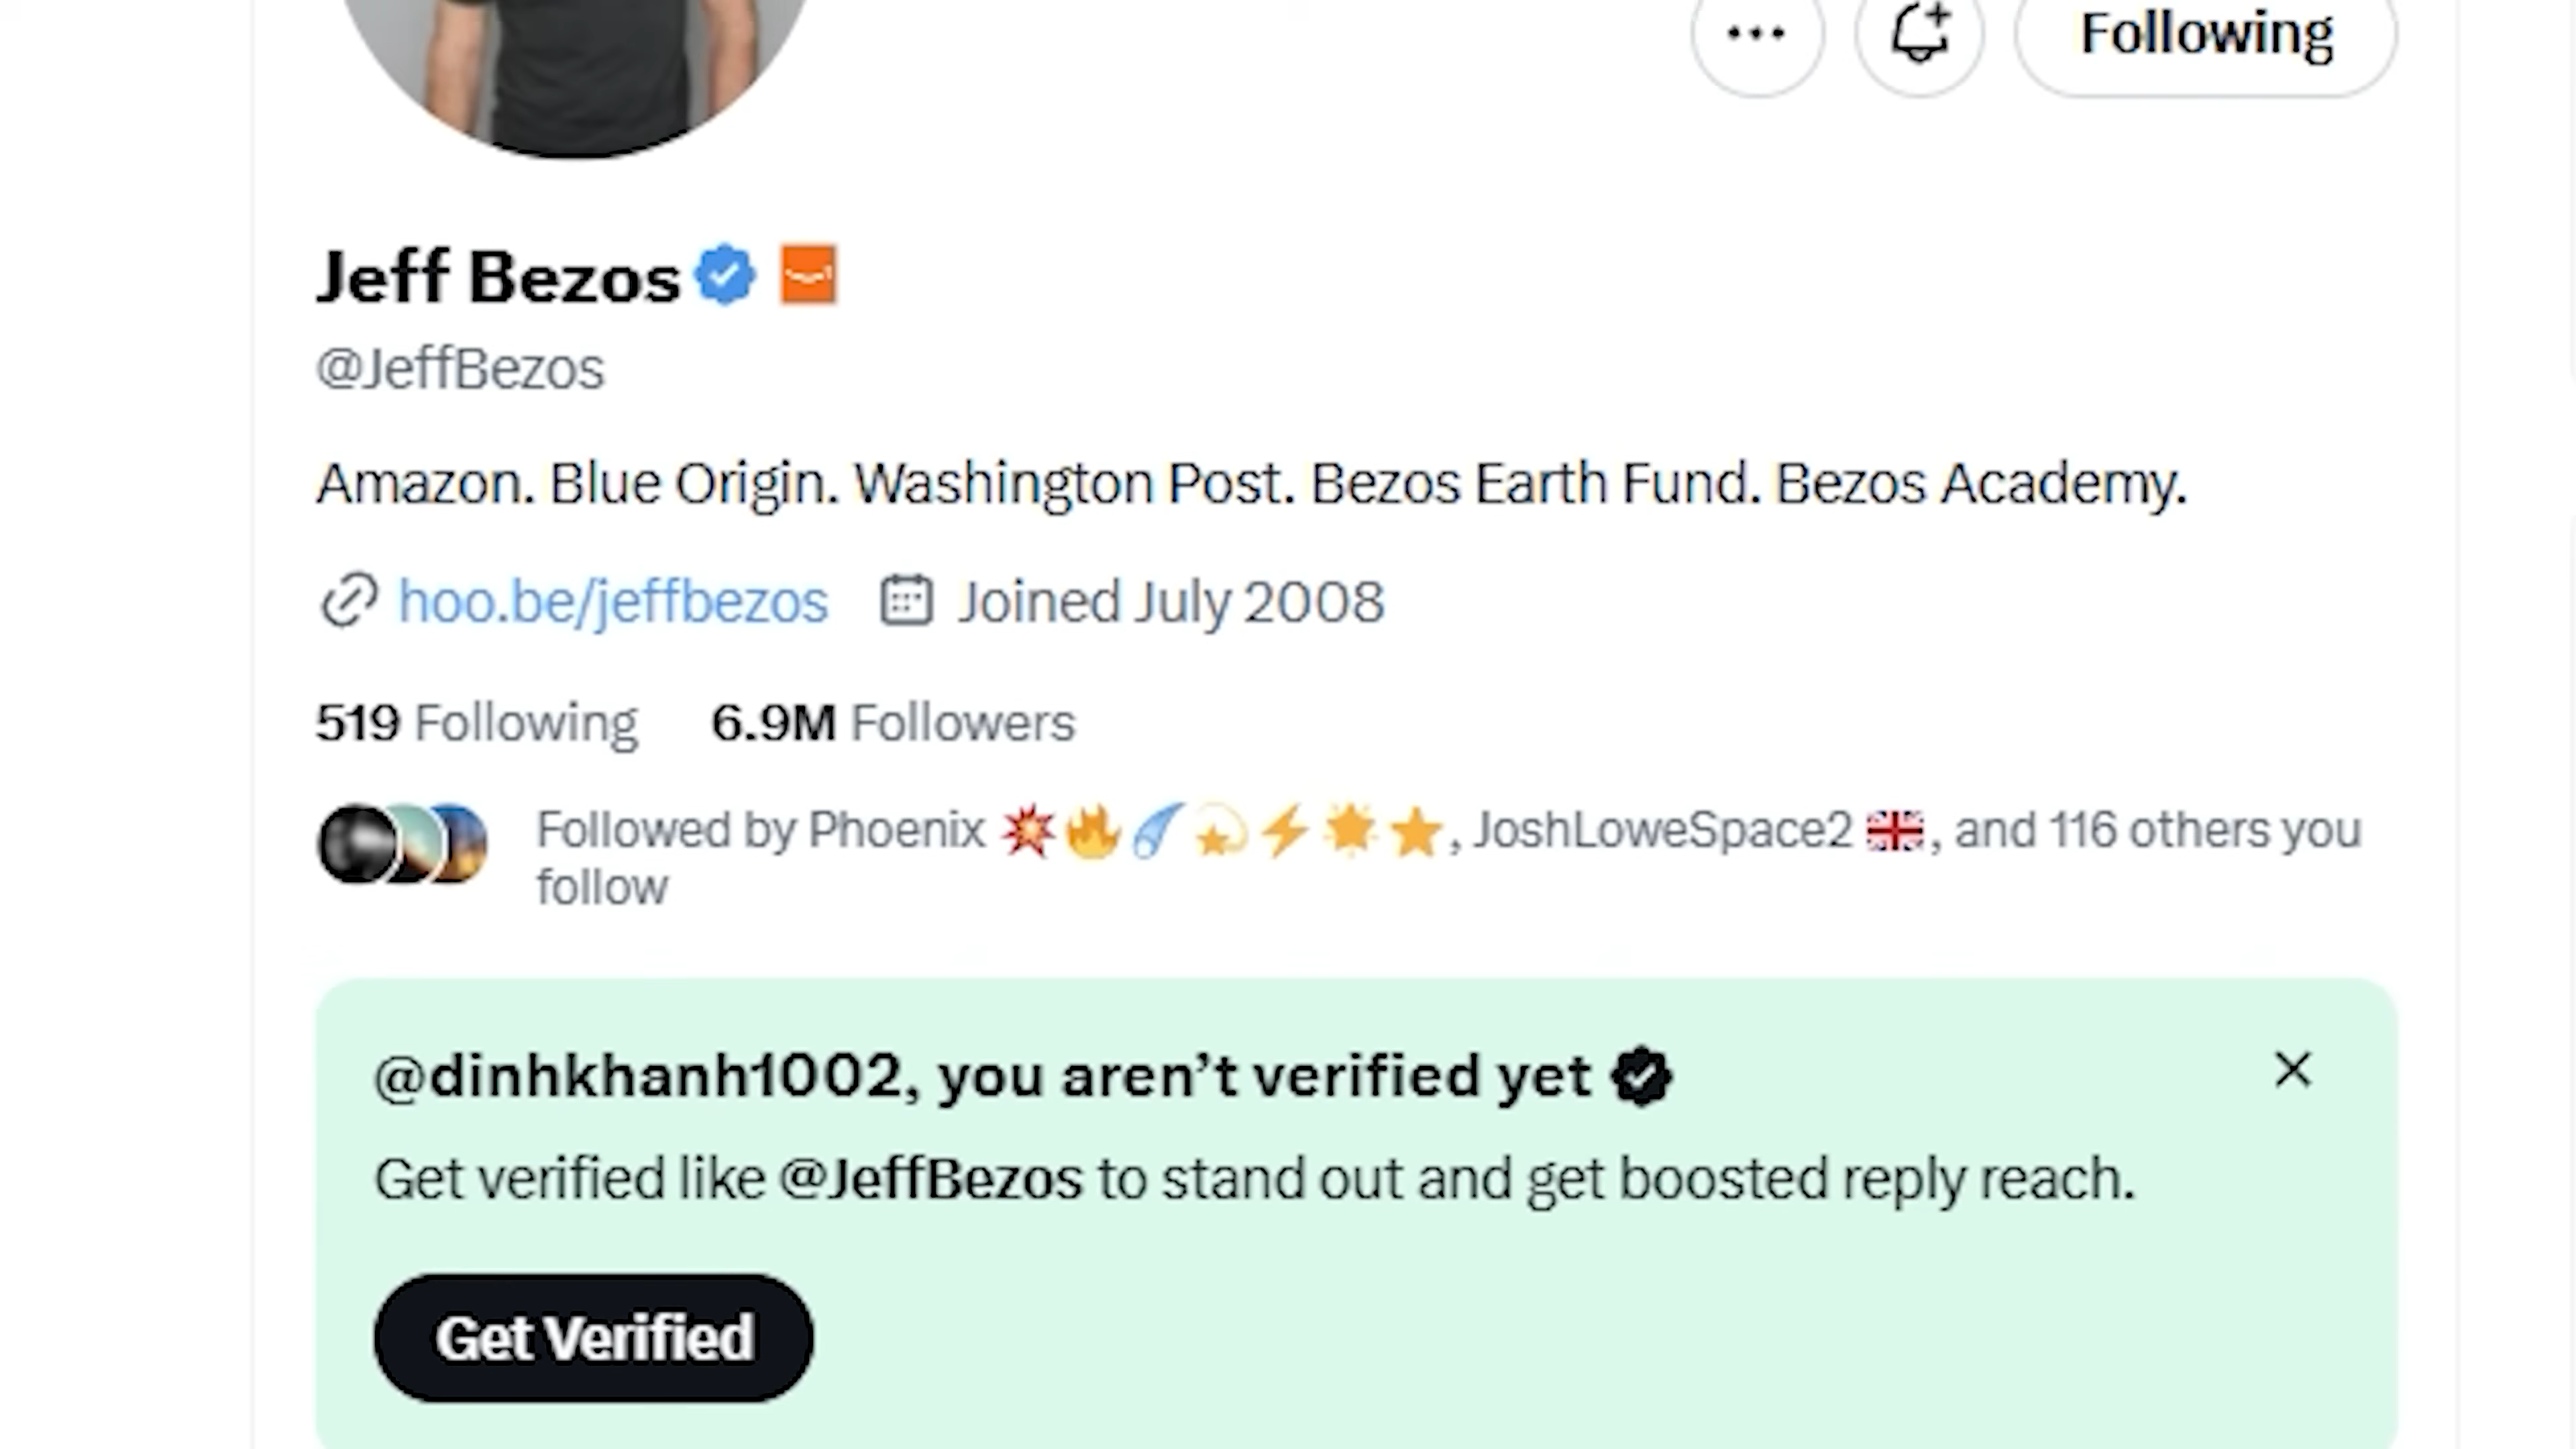 Following
Jeff Bezos
@JeffBezos
Amazon. Blue Origin. Washington Post. Bezos Earth Fund. Bezos Academy.
hoo.be/jeffbezos Joined July 2008
519 Following 6.9M Followers
Followed by Phoenix 💥🔥☄️💫⚡🌟⭐, JoshLoweSpace2 🇬🇧, and 116 others you
follow
@dinhkhanh1002, you aren’t verified yet
Get verified like @JeffBezos to stand out and get boosted reply reach.
Get Verified